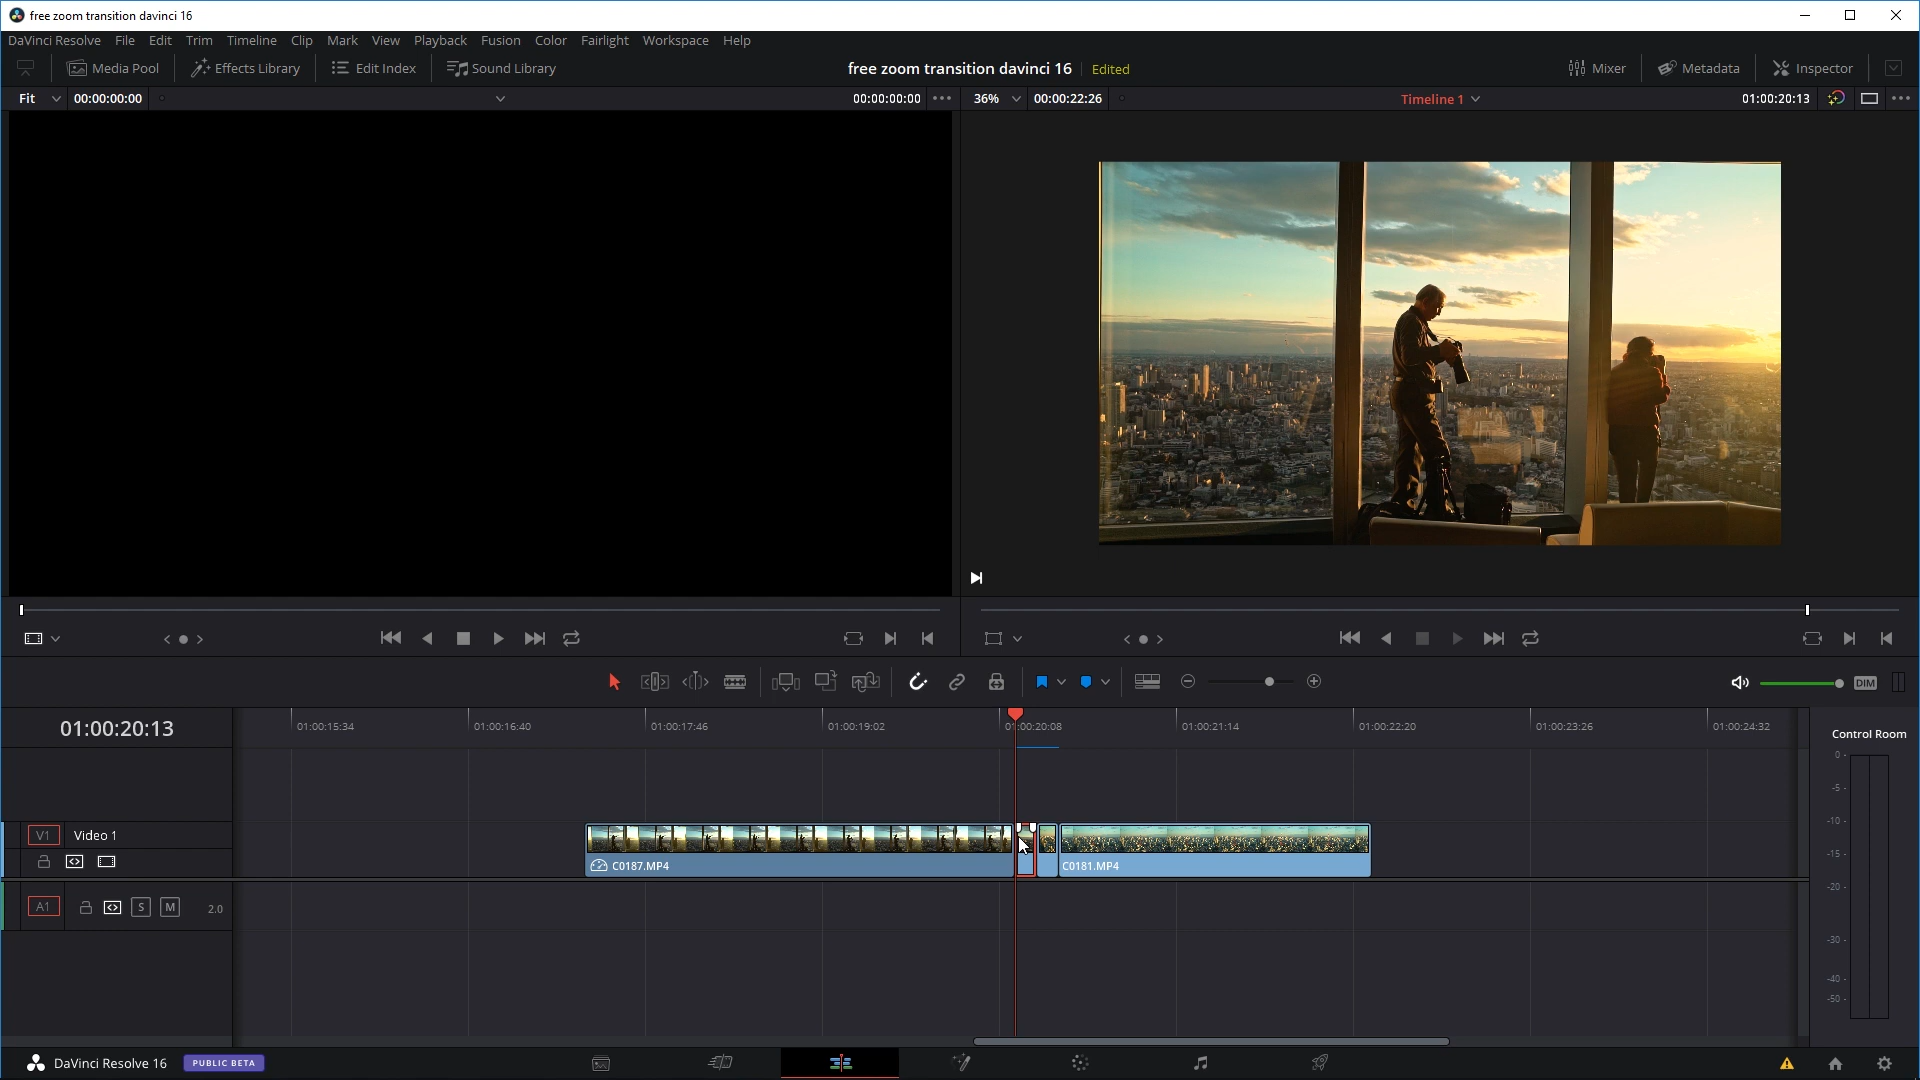 free zoom transition davinci 16
DaVinci Resolve File Edit Trim Timeline Clip Mark View Playback Fusion Color Fairlight Workspace Help
Media Pool Effects Library Edit Index Sound Library free zoom transition davinci 16 Edited Mixer Metadata Inspector
Fit 00:00:00:00 00:00:00:00 36% 00:00:22:26 Timeline 1 01:00:20:13
DIM
01:00:20:13 01:00:15:34 01:00:16:40 01:00:17:46 01:00:19:02 01:00:20:08 01:00:21:14 01:00:22:20 01:00:23:26 01:00:24:32
Control Room
0
-5
-10
-15
-20
-30
-40
-50
V1 Video 1
C0187.MP4 C0181.MP4
A1 S M 2.0
DaVinci Resolve 16 PUBLIC BETA